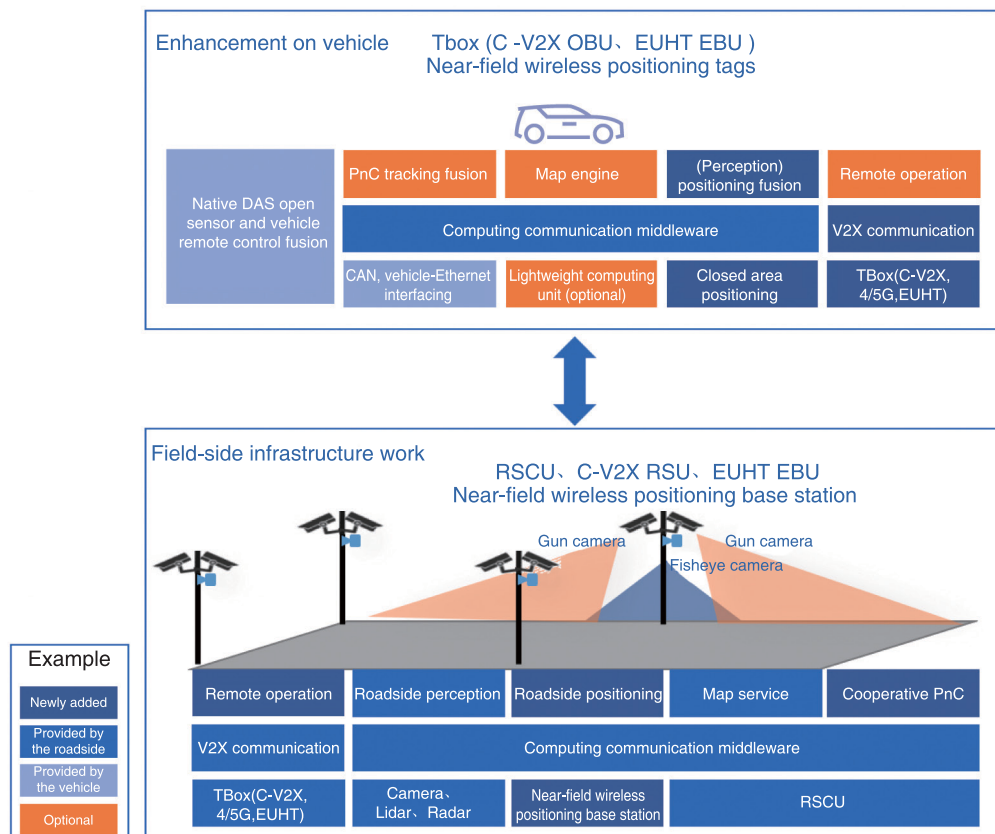 Enhancement on vehicle
Tbox (C -V2X OBU、EUHT EBU )
Near-field wireless positioning tags
Native DAS open
sensor and vehicle
remote control fusion
PnC tracking fusion
Map engine
(Perception)
positioning fusion
Remote operation
Computing communication middleware
V2X communication
CAN, vehicle-Ethernet
interfacing
Lightweight computing
unit (optional)
Closed area
positioning
TBox(C-V2X,
4/5G,EUHT)
Field-side infrastructure work
RSCU、C-V2X RSU、EUHT EBU
Near-field wireless positioning base station
Gun camera
Gun camera
Fisheye camera
Remote operation
Roadside perception
Roadside positioning
Map service
Cooperative PnC
V2X communication
Computing communication middleware
TBox(C-V2X,
4/5G,EUHT)
Camera、
Lidar、Radar
Near-field wireless
positioning base station
RSCU
Example
Newly added
Provided by
the roadside
Provided by
the vehicle
Optional